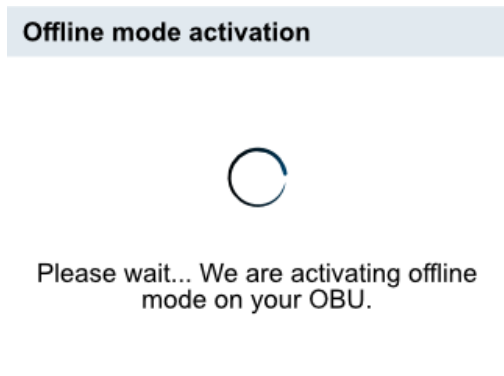 Offline mode activation
Please wait... We are activating offline
mode on your OBU.